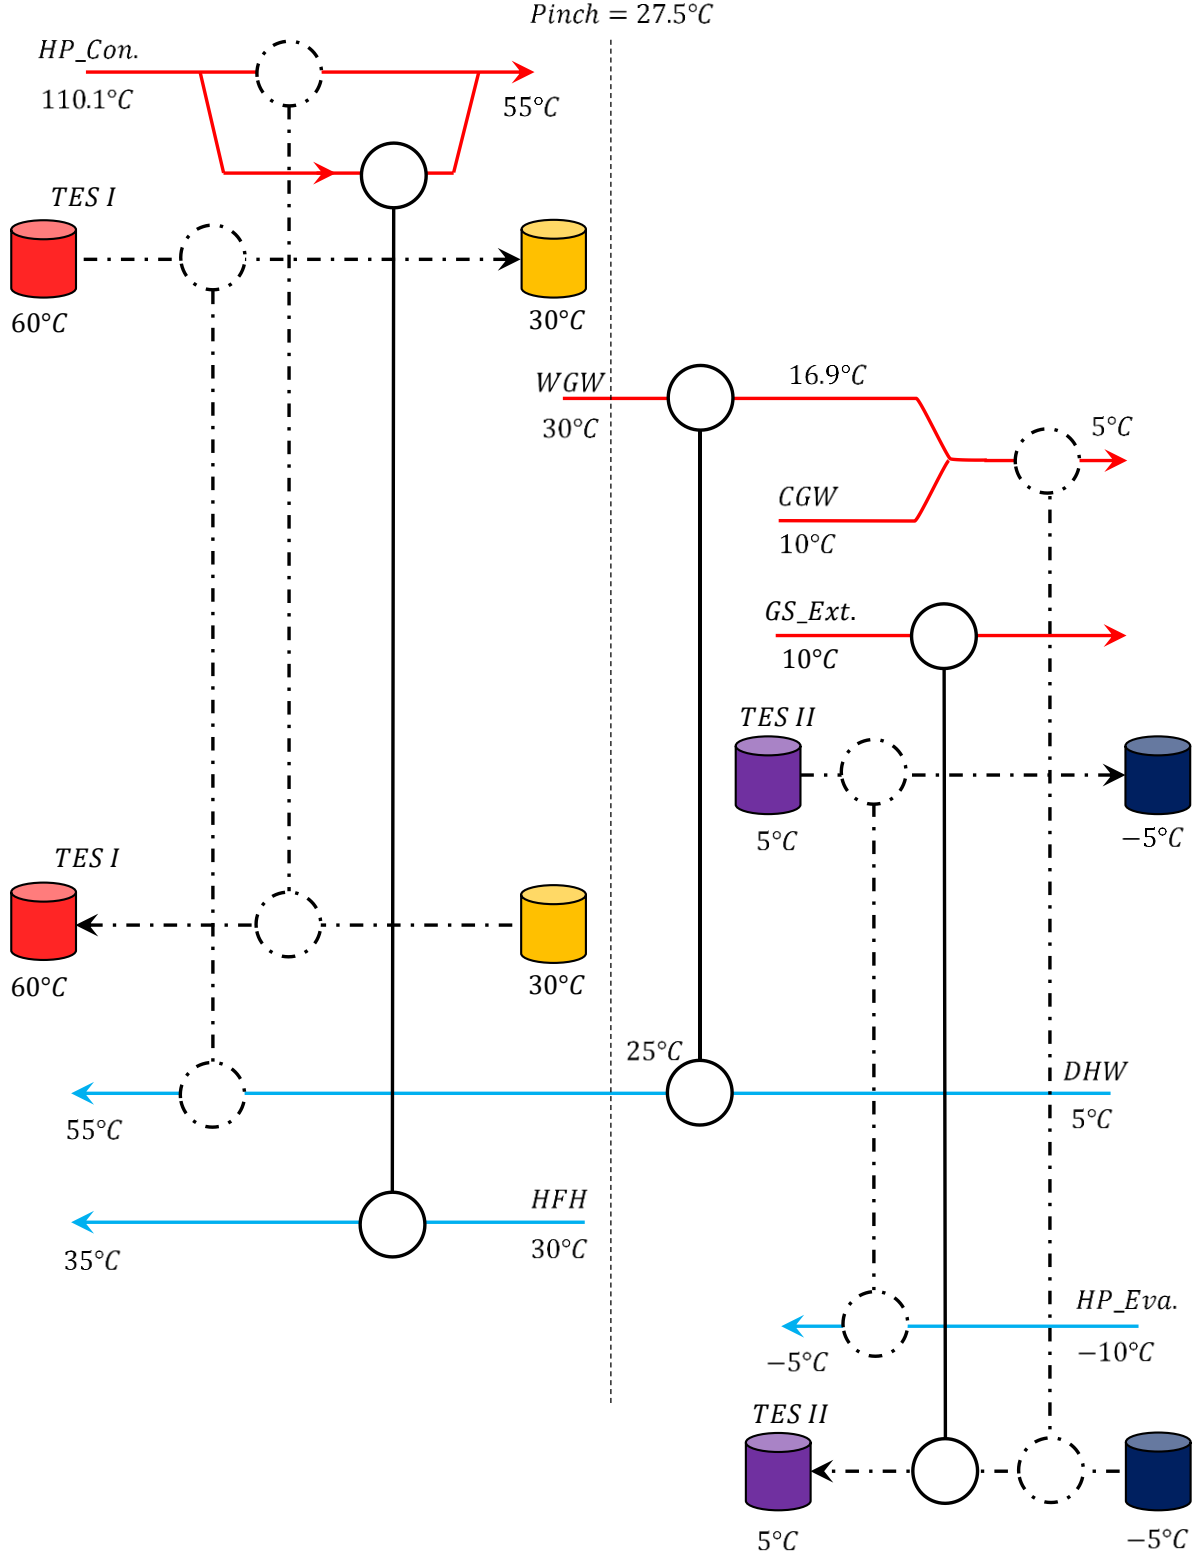 Pinch = 27.5°C
HP_Con.
110.1°C
55°C
TES I
60°C
30°C
WGW
30°C
16.9°C
5°C
CGW
10°C
GS_Ext.
10°C
TES II
5°C
−5°C
TES I
60°C
30°C
25°C
DHW
55°C
5°C
HFH
35°C
30°C
HP_Eva.
−5°C
−10°C
TES II
5°C
−5°C